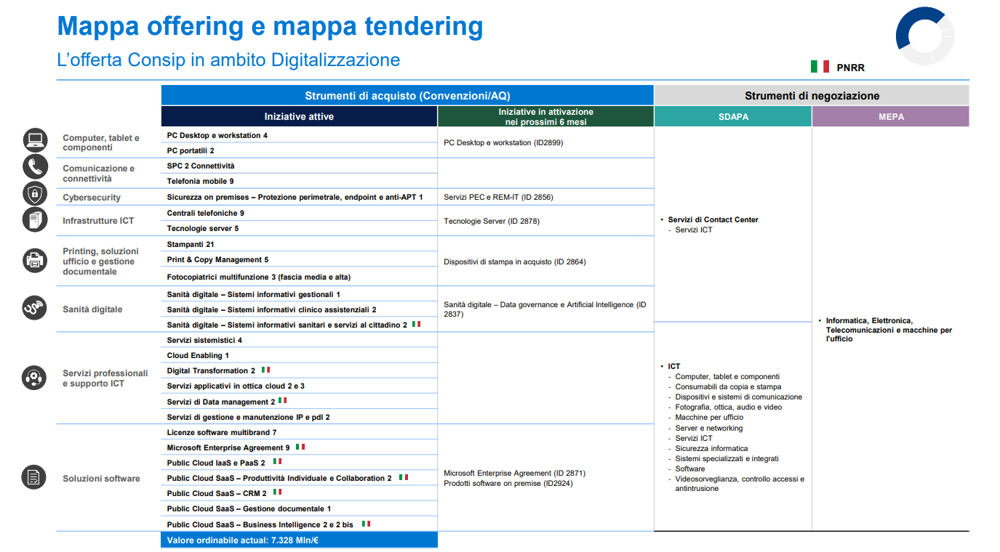 Mappa offering e mappa tendering
L'offerta Consip in ambito Digitalizzazione
PNRR
Strumenti di acquisto (Convenzioni/AQ)
Strumenti di negoziazione
Iniziative attive
Iniziative in attivazione
nei prossimi 6 mesi
SDAPA
MEPA
Computer, tablet e
componenti
PC Desktop e workstation 4
PC portatili 2
PC Desktop e workstation (ID2899)
Comunicazione e
connettività
SPC 2 Connettività
Telefonia mobile 9
Cybersecurity
Sicurezza on premises – Protezione perimetrale, endpoint e anti-APT 1
Servizi PEC e REM-IT (ID 2856)
Infrastrutture ICT
Centrali telefoniche 9
Tecnologie server 5
Tecnologie Server (ID 2878)
Printing, soluzioni
ufficio e gestione
documentale
Stampanti 21
Print & Copy Management 5
Fotocopiatrici multifunzione 3 (fascia media e alta)
Dispositivi di stampa in acquisto (ID 2864)
Sanità digitale
Sanità digitale – Sistemi informativi gestionali 1
Sanità digitale – Sistemi informativi clinico assistenziali 2
Sanità digitale – Sistemi informativi sanitari e servizi al cittadino 2
Sanità digitale – Data governance e Artificial Intelligence (ID
2837)
Servizi professionali
e supporto ICT
Servizi sistemistici 4
Cloud Enabling 1
Digital Transformation 2
Servizi applicativi in ottica cloud 2 e 3
Servizi di Data management 2
Servizi di gestione e manutenzione IP e pdl 2
Soluzioni software
Licenze software multibrand 7
Microsoft Enterprise Agreement 9
Public Cloud IaaS e PaaS 2
Public Cloud SaaS – Produttività Individuale e Collaboration 2
Public Cloud SaaS – CRM 2
Public Cloud SaaS – Gestione documentale 1
Public Cloud SaaS – Business Intelligence 2 e 2 bis
Microsoft Enterprise Agreement (ID 2871)
Prodotti software on premise (ID2924)
• Servizi di Contact Center
- Servizi ICT
• ICT
- Computer, tablet e componenti
- Consumabili da copia e stampa
- Dispositivi e sistemi di comunicazione
- Fotografia, ottica, audio e video
- Macchine per ufficio
- Server e networking
- Servizi ICT
- Sicurezza informatica
- Sistemi specializzati e integrati
- Software
- Videosorveglianza, controllo accessi e
antintrusione
• Informatica, Elettronica,
Telecomunicazioni e macchine per
l'ufficio
Valore ordinabile actual: 7.328 Mln/€